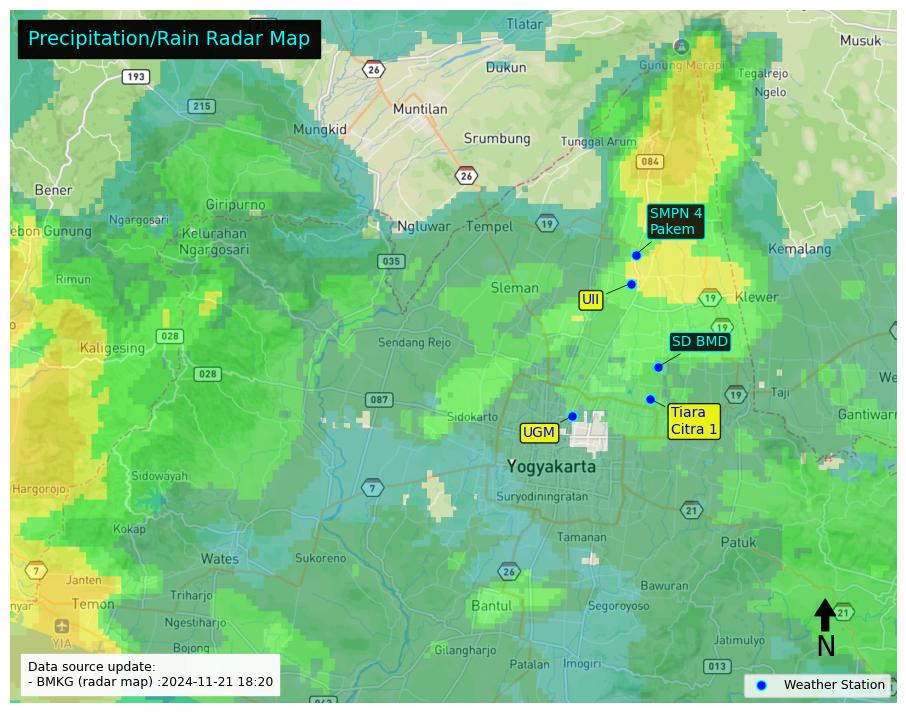 Precipitation/Rain Radar Map
Tlatar
Musuk
26
Dukun
193
Gunung Merapi
Tegalrejo
Ngelo
215
Muntilan
Mungkid
Srumbung
Tunggal Arum
084
26
Bener
Giripurno
SMPN 4
Pakem
Ngargosari
Ngluwar
Tempel
19
ebon Gunung
Kelurahan
Ngargosari
Kemalang
035
Rimun
Sleman
UII
19
Klewer
028
19
Kaligesing
Sendang Rejo
SD BMD
028
Taji
We
087
19
Sidokarto
Tiara
Citra 1
Gantiwarn
UGM
Yogyakarta
Sidowayah
Hargorojo
7
Suryodiningratan
21
Kokap
Tamanan
Patuk
Wates
Sukoreno
7
26
Janten
Bawuran
nyar
Temon
Triharjo
Bantul
Segoroyoso
21
Ngestiharjo
YIA
N
Bojong
Gilangharjo
Jatimulyo
Patalan
Imogiri
013
Data source update:
- BMKG (radar map) :2024-11-21 18:20
Weather Station